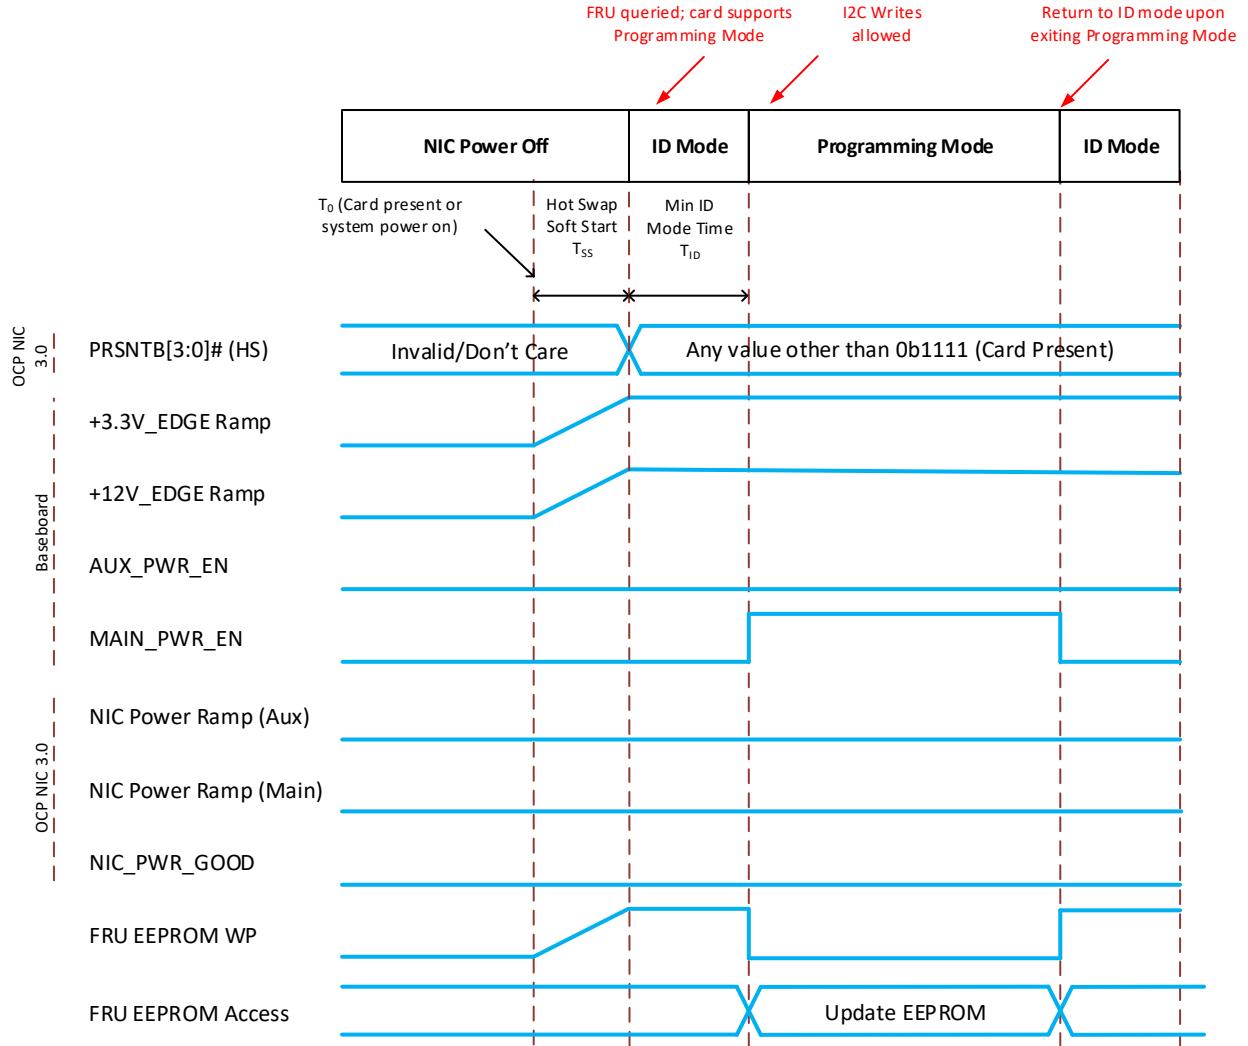 FRU queried; card supports
Programming Mode
I2C Writes
allowed
Return to ID mode upon
exiting Programming Mode
NIC Power Off
ID Mode
Programming Mode
ID Mode
T0 (Card present or
system power on)
Hot Swap
Soft Start
TSS
Min ID
Mode Time
TID
OCP NIC
3.0
PRSNTB[3:0]# (HS)
Invalid/Don't Care
Any value other than 0b1111 (Card Present)
Baseboard
+3.3V_EDGE Ramp
+12V_EDGE Ramp
AUX_PWR_EN
MAIN_PWR_EN
OCP NIC 3.0
NIC Power Ramp (Aux)
NIC Power Ramp (Main)
NIC_PWR_GOOD
FRU EEPROM WP
FRU EEPROM Access
Update EEPROM